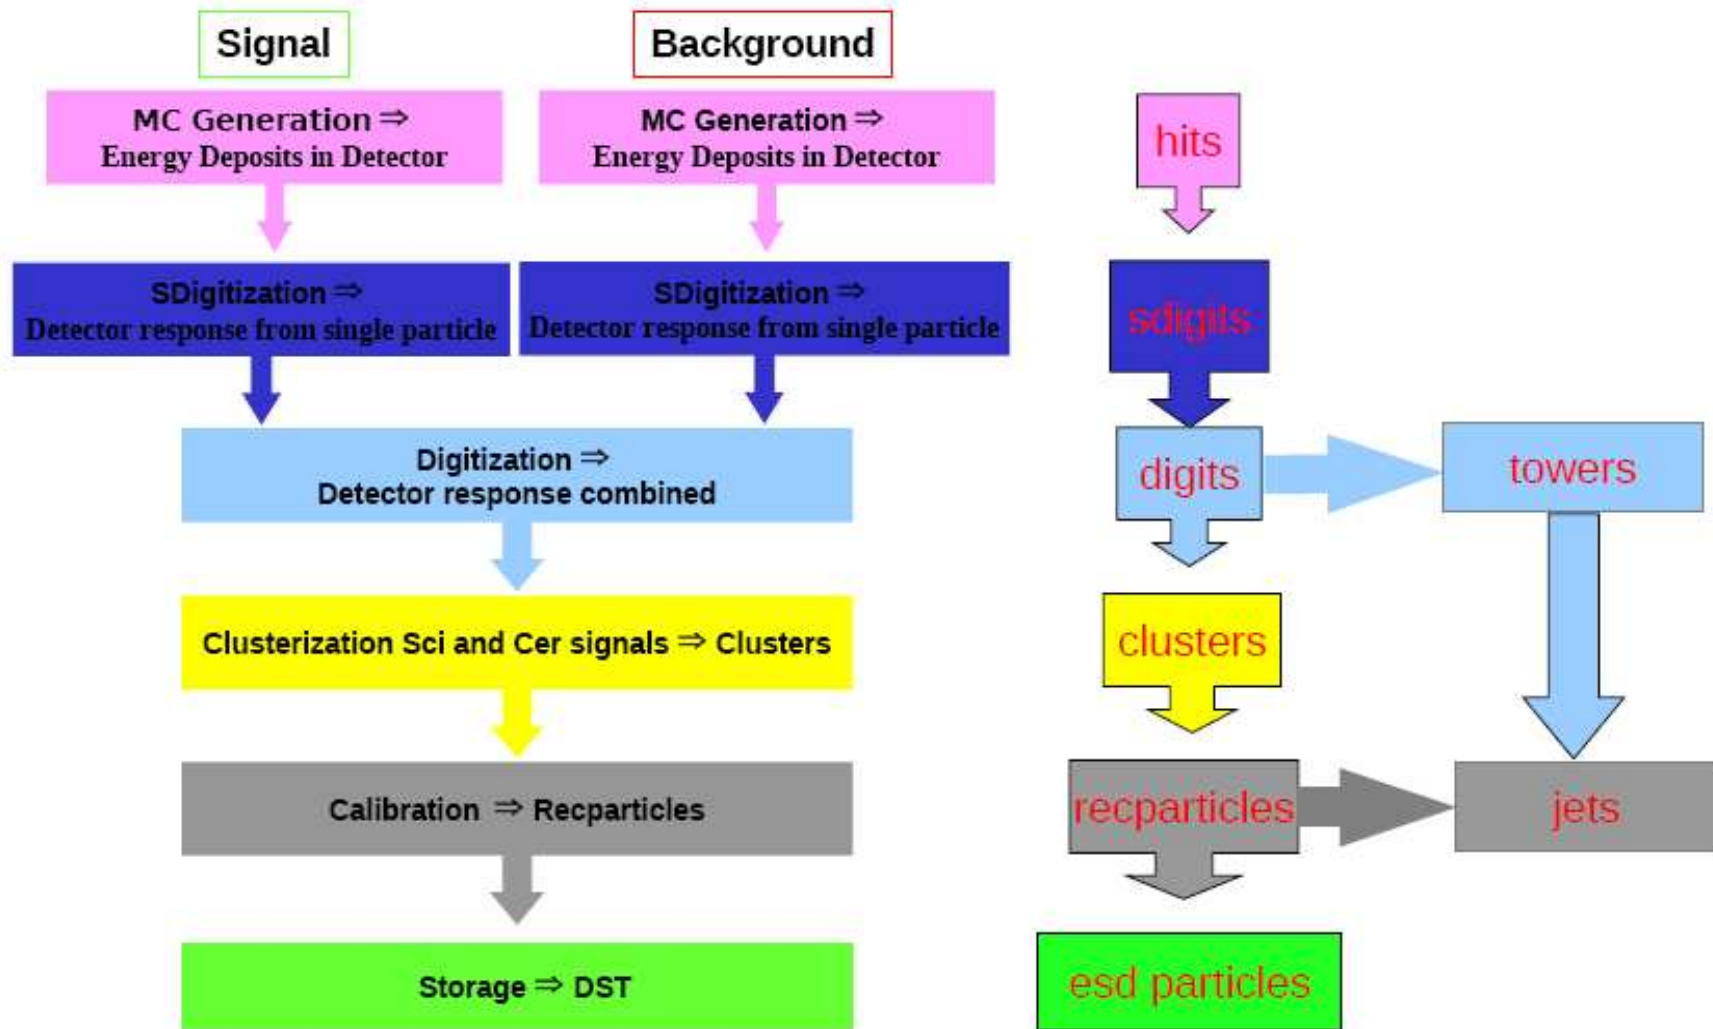 Signal
Background
MC Generation ⇒
Energy Deposits in Detector
MC Generation ⇒
Energy Deposits in Detector
hits
SDigitization ⇒
Detector response from single particle
SDigitization ⇒
Detector response from single particle
sdigits
Digitization ⇒
Detector response combined
digits
towers
Clusterization Sci and Cer signals ⇒ Clusters
clusters
Calibration ⇒ Recparticles
recparticles
jets
Storage ⇒ DST
esd particles